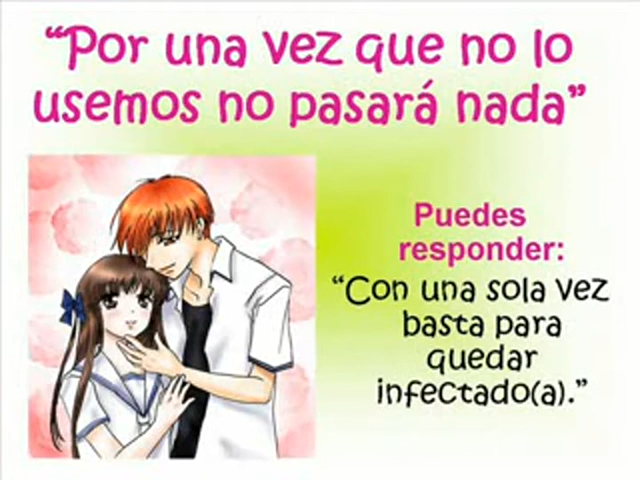 “Por una vez que no lo
usemos no pasará nada”
Puedes
responder:
“Con una sola vez
basta para
quedar
infectado(a).”